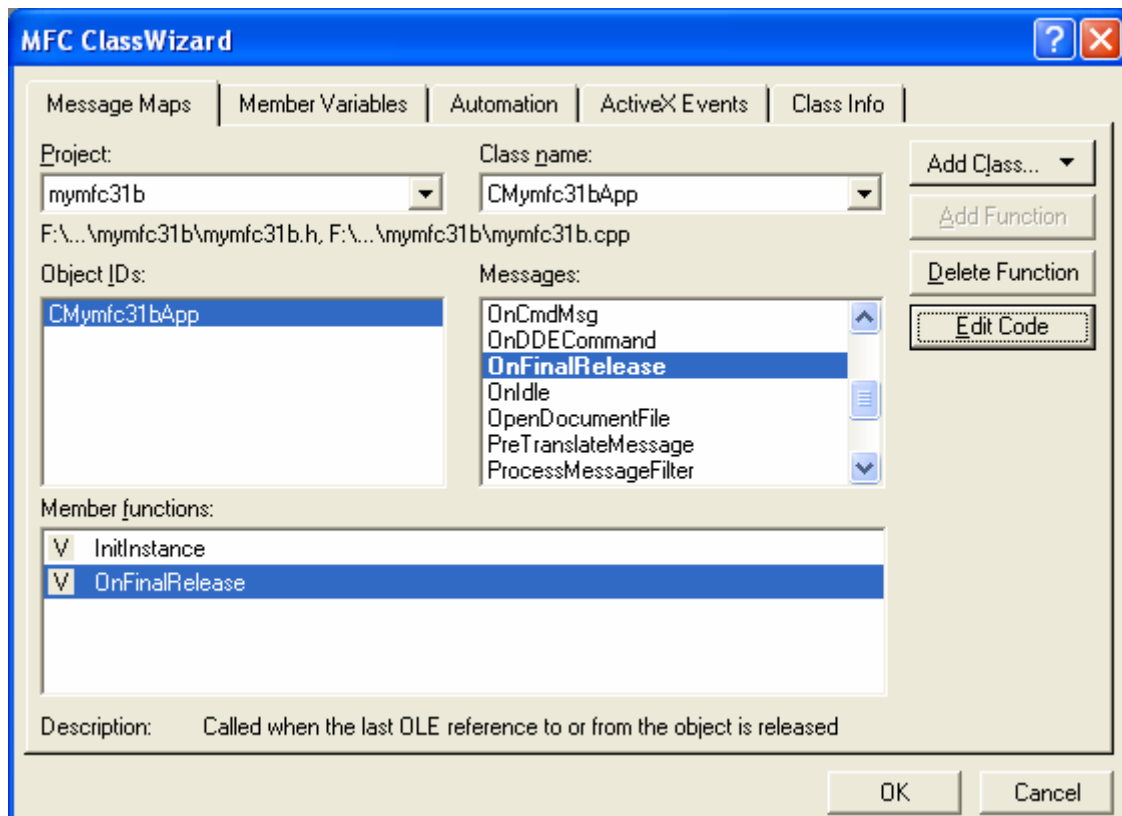 MFC ClassWizard
Message Maps Member Variables Automation ActiveX Events Class Info
Project: Class name:
mymfc31b CMymfc31bApp
Add Class...
F:\...\mymfc31b\mymfc31b.h, F:\...\mymfc31b\mymfc31b.cpp
Add Function
Object IDs: Messages:
Delete Function
CMymfc31bApp
OnCmdMsg
OnDDECommand
OnFinalRelease
OnIdle
OpenDocumentFile
PreTranslateMessage
ProcessMessageFilter
Edit Code
Member functions:
V InitInstance
V OnFinalRelease
Description: Called when the last OLE reference to or from the object is released
OK Cancel